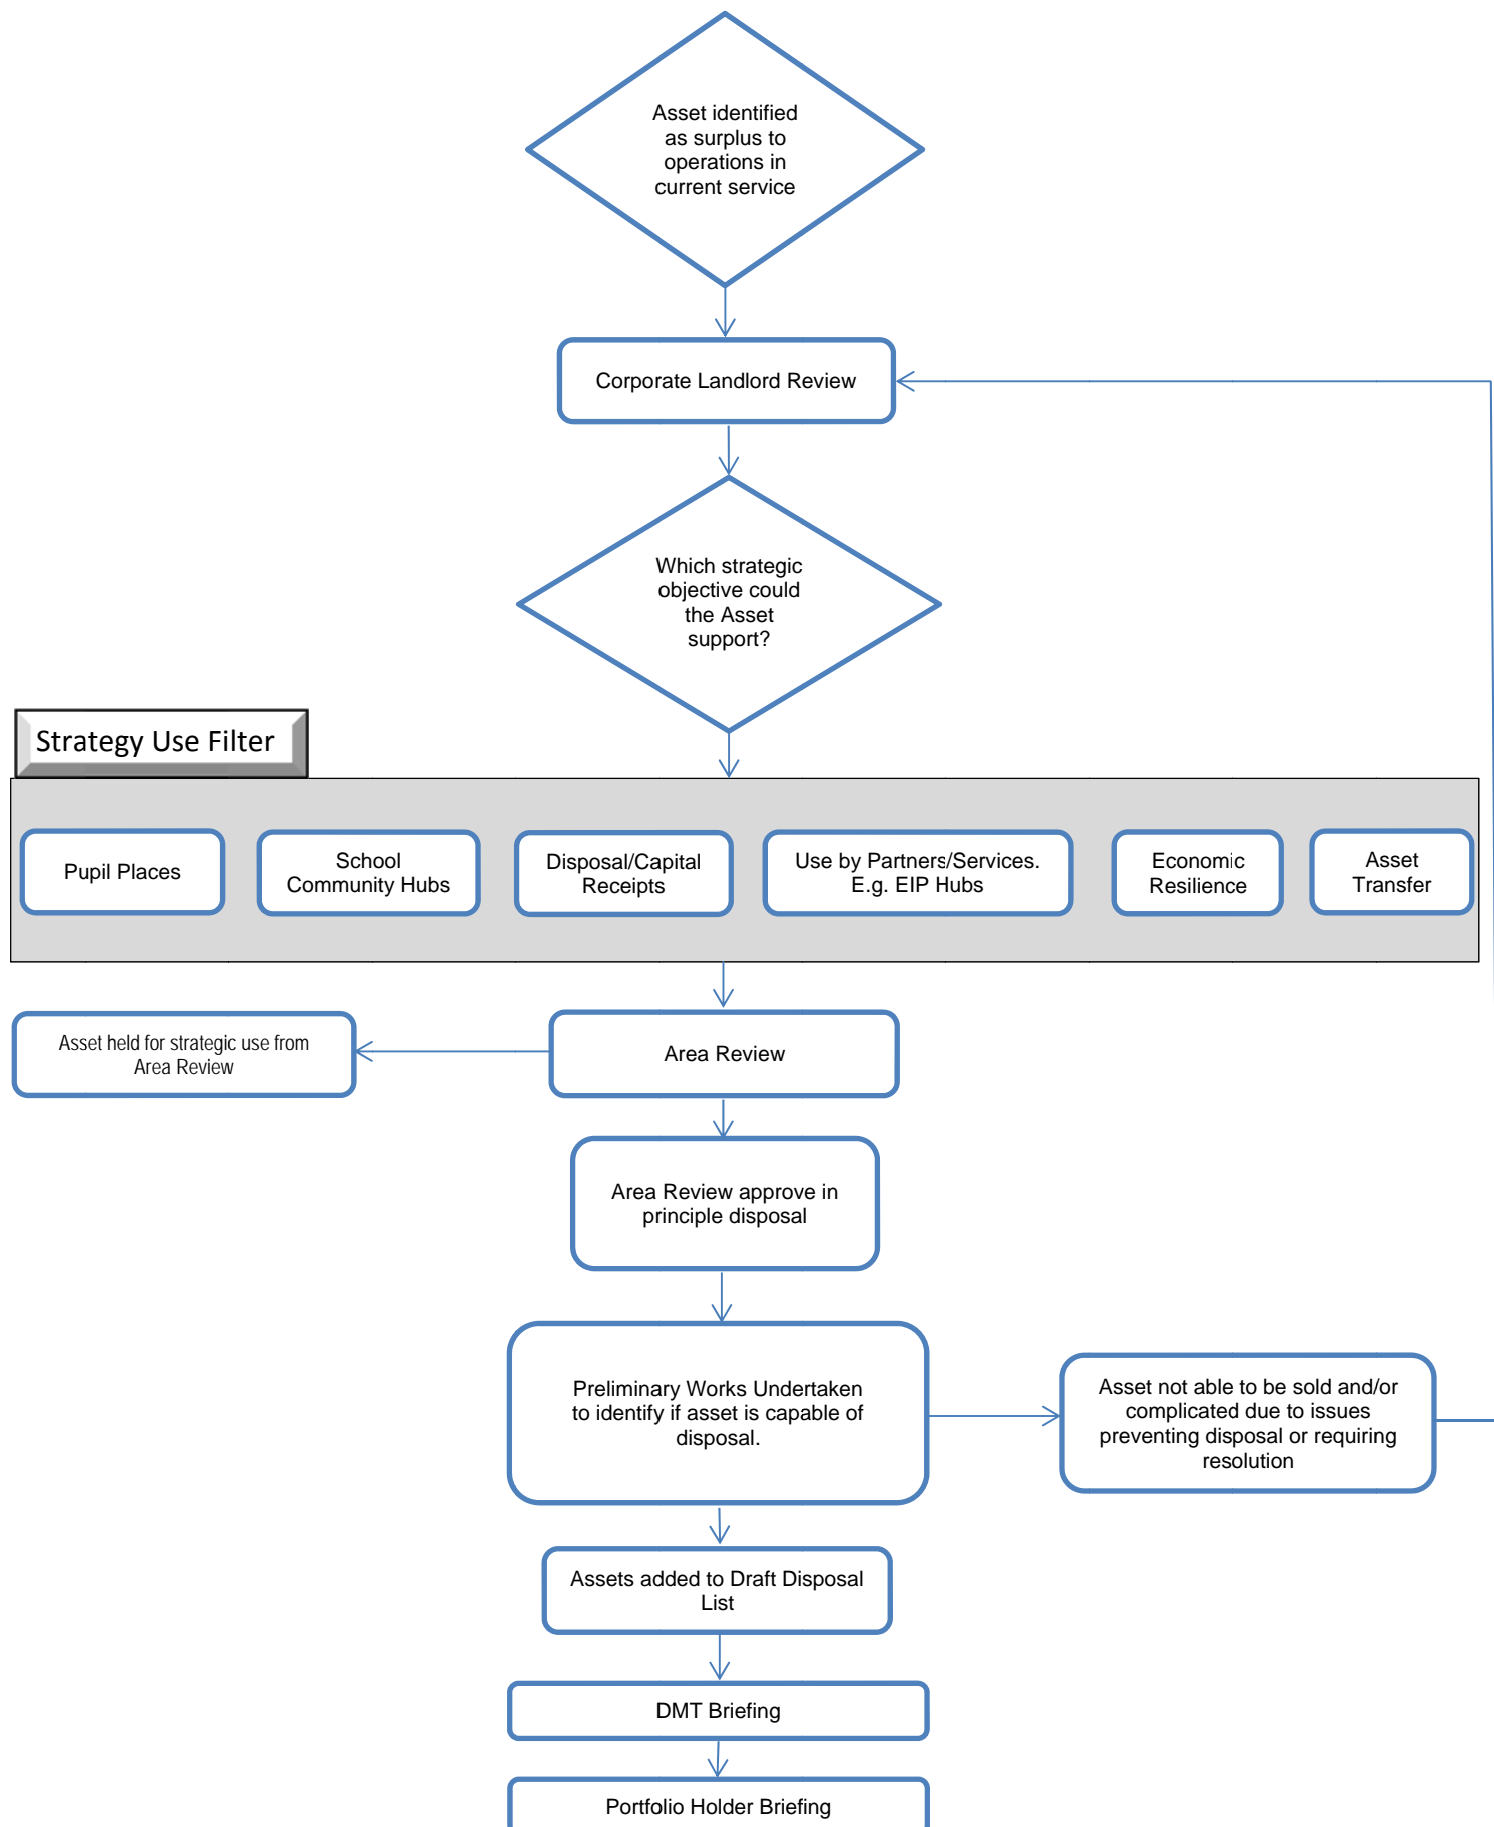 Asset identified
as surplus to
operations in
current service
Corporate Landlord Review
Which strategic
objective could
the Asset
support?
Strategy Use Filter
Pupil Places
School
Community Hubs
Disposal/Capital
Receipts
Use by Partners/Services.
E.g. EIP Hubs
Economic
Resilience
Asset
Transfer
Asset held for strategic use from
Area Review
Area Review
Area Review approve in
principle disposal
Preliminary Works Undertaken
to identify if asset is capable of
disposal.
Asset not able to be sold and/or
complicated due to issues
preventing disposal or requiring
resolution
Assets added to Draft Disposal
List
DMT Briefing
Portfolio Holder Briefing